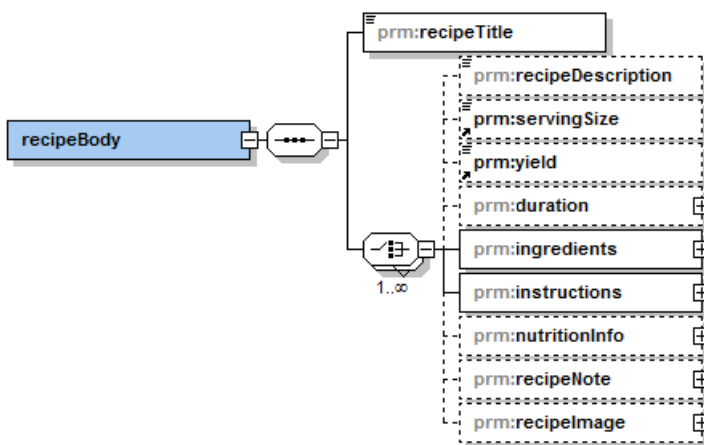 prm:recipeTitle
prm:recipeDescription
prm:servingSize
recipeBody
prm:yield
prm:duration
prm:ingredients
1..∞
prm:instructions
prm:nutritionInfo
prm:recipeNote
prm:recipeImage